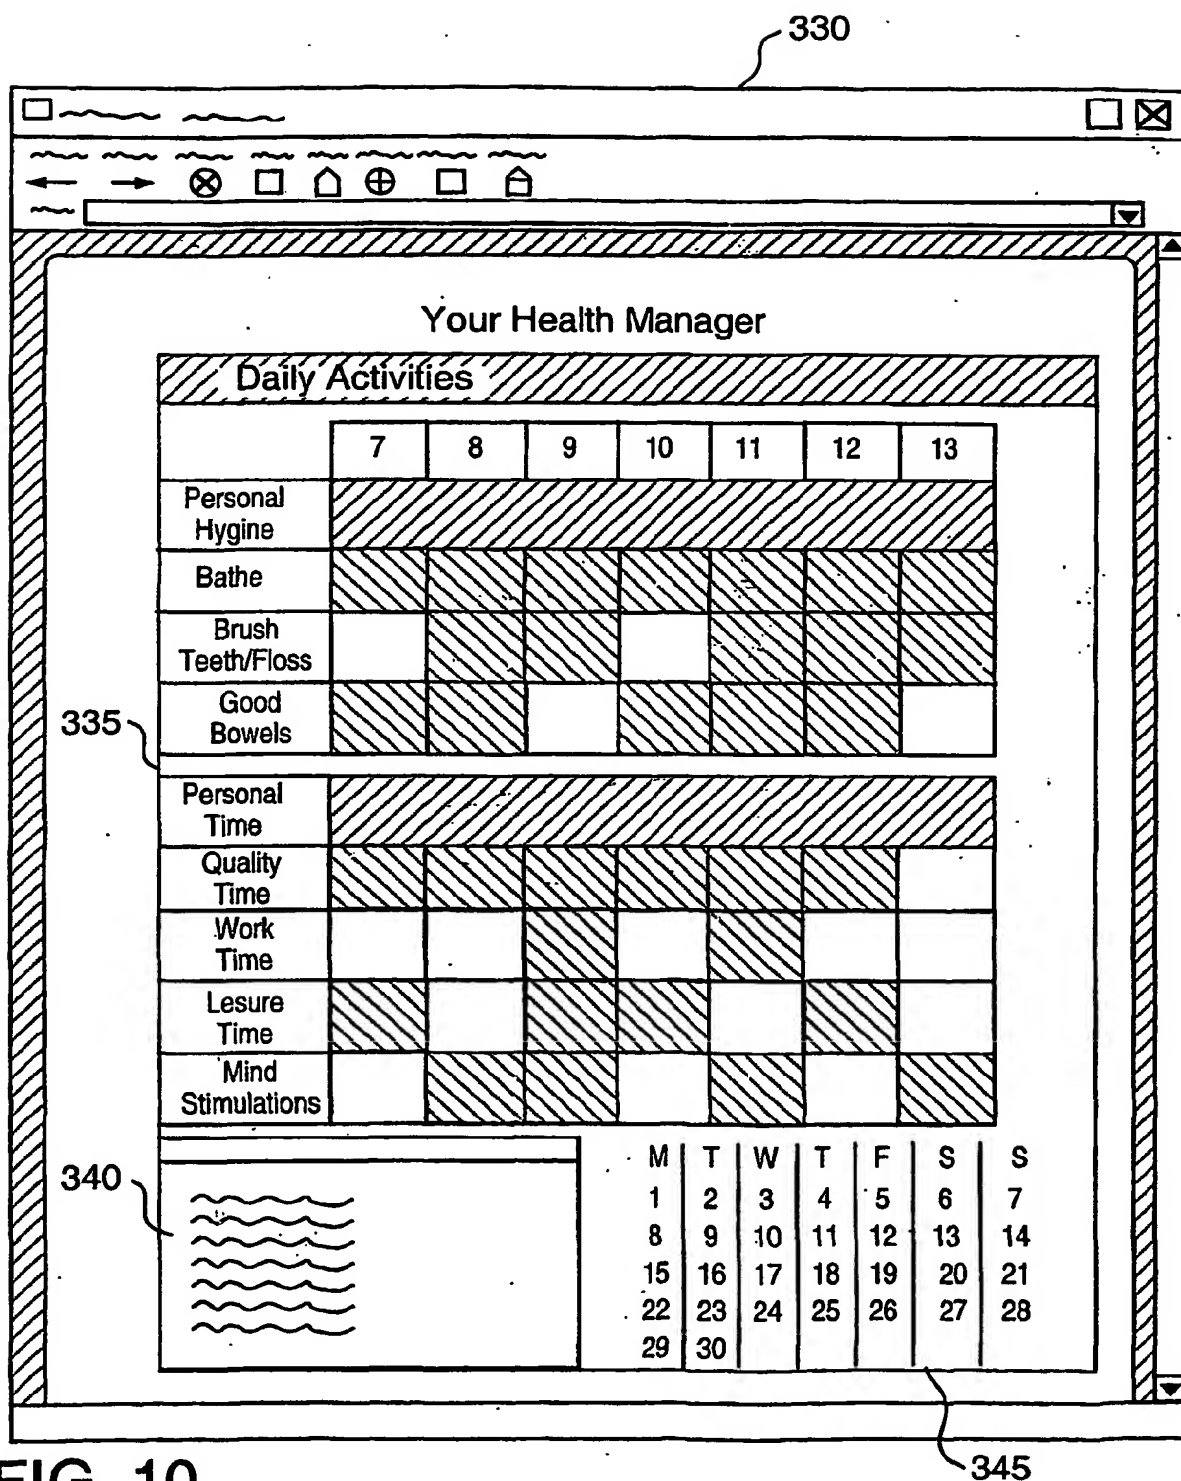 330
Your Health Manager
Daily Activities
7 8 9 10 11 12 13
Personal
Hygine
Bathe
Brush
Teeth/Floss
Good
Bowels
335
Personal
Time
Quality
Time
Work
Time
Lesure
Time
Mind
Stimulations
340
M T W T F S S
1 2 3 4 5 6 7
8 9 10 11 12 13 14
15 16 17 18 19 20 21
22 23 24 25 26 27 28
29 30
345
FIG. 10